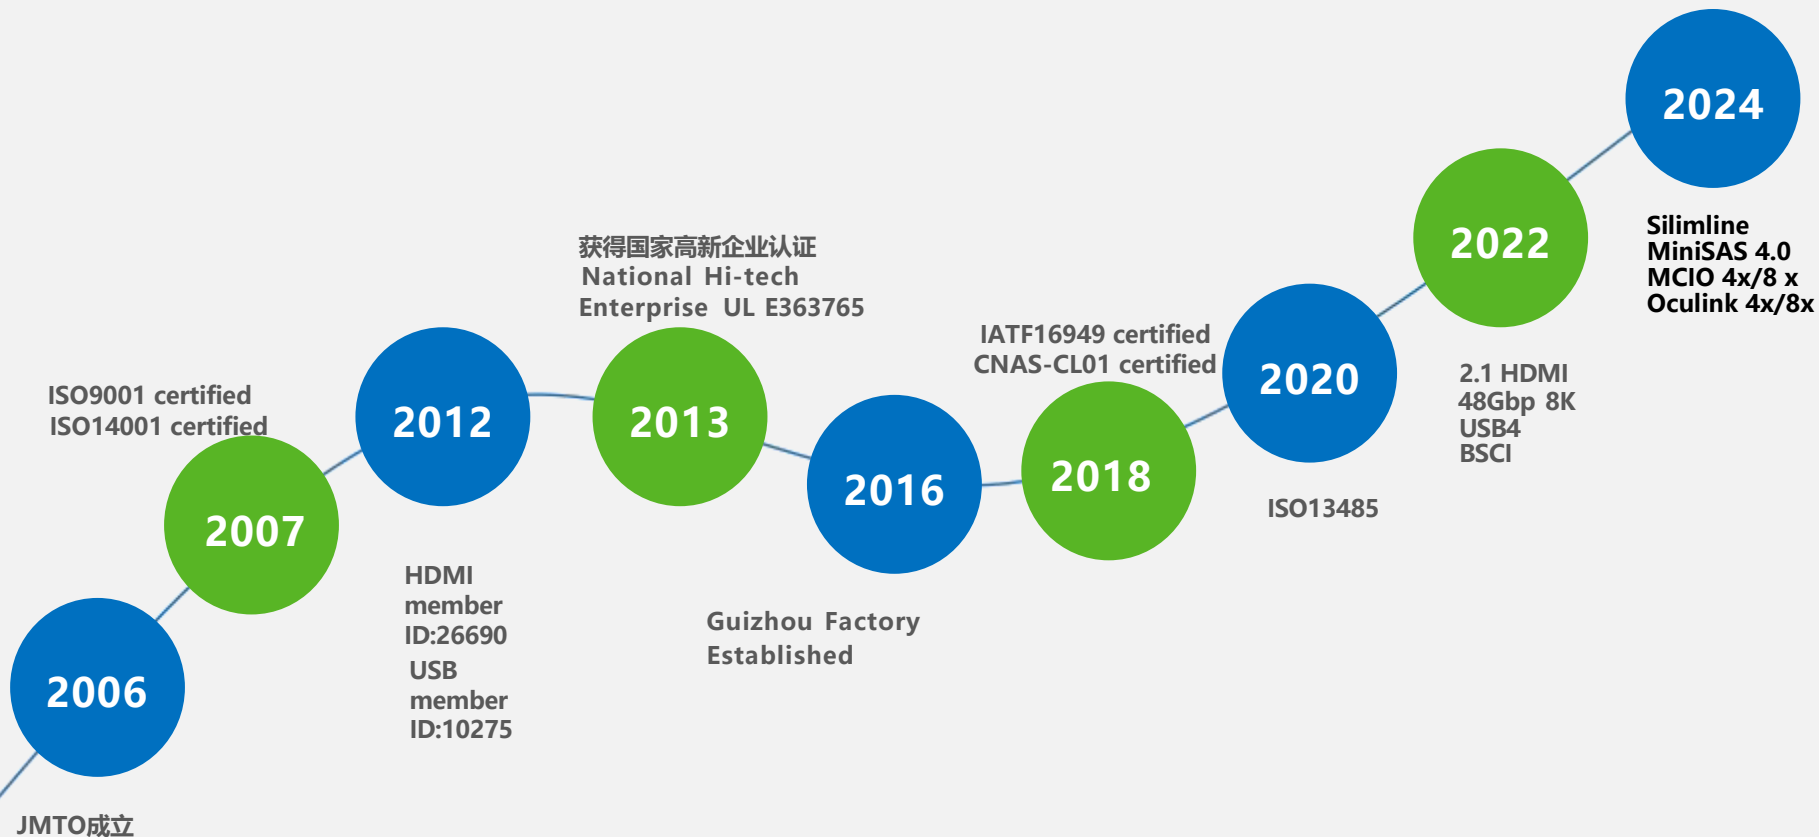 2006
JMTO成立
2007
ISO9001 certified
ISO14001 certified
2012
HDMI
member
ID:26690
USB
member
ID:10275
2013
获得国家高新企业认证
National Hi-tech
Enterprise UL E363765
2016
Guizhou Factory
Established
2018
IATF16949 certified
CNAS-CL01 certified
2020
ISO13485
2022
2.1 HDMI
48Gbp 8K
USB4
BSCI
2024
Silimline
MiniSAS 4.0
MCIO 4x/8 x
Oculink 4x/8x